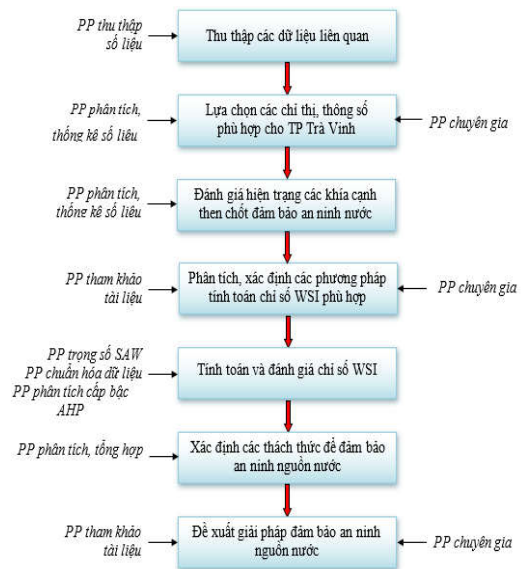 PP thu thập
số liệu
Thu thập các dữ liệu liên quan
PP phân tích,
thống kê số liệu
Lựa chọn các chỉ thị, thông số
phù hợp cho TP Trà Vinh
PP chuyên gia
PP phân tích,
thống kê số liệu
Đánh giá hiện trạng các khía cạnh
then chốt đảm bảo an ninh nước
PP tham khảo
tài liệu
Phân tích, xác định các phương pháp
tính toán chỉ số WSI phù hợp
PP chuyên gia
PP trọng số SAW
PP chuẩn hóa dữ liệu
PP phân tích cấp bậc
AHP
Tính toán và đánh giá chỉ số WSI
PP phân tích, tổng hợp
Xác định các thách thức để đảm bảo
an ninh nguồn nước
PP tham khảo
tài liệu
Đề xuất giải pháp đảm bảo an ninh
nguồn nước
PP chuyên gia